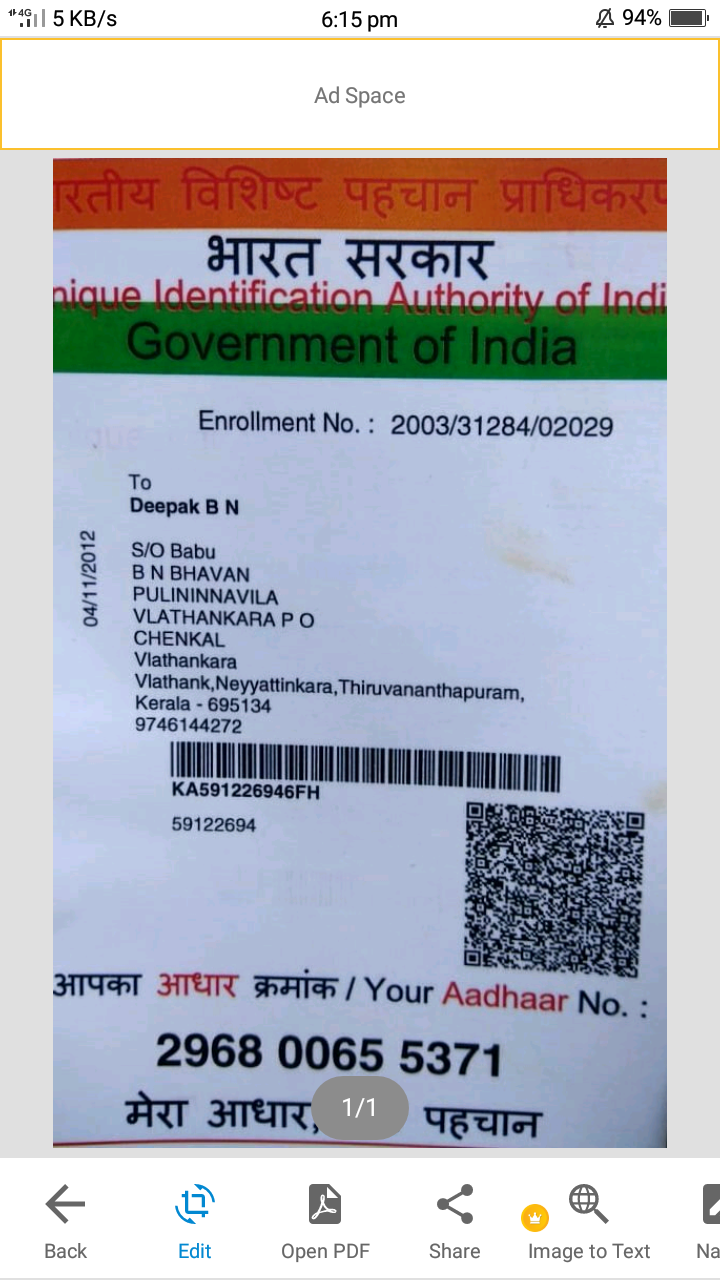 4G 5 KB/s 6:15 pm 94%
Ad Space
रतीय विशिष्ट पहचान प्राधिकरण
भारत सरकार
nique Identification Authority of Indi
Government of India
Enrollment No. : 2003/31284/02029
To
Deepak B N
04/11/2012
S/O Babu
B N BHAVAN
PULININNAVILA
VLATHANKARA P O
CHENKAL
Vlathankara
Vlathank,Neyyattinkara,Thiruvananthapuram,
Kerala - 695134
9746144272
KA591226946FH
59122694
आपका आधार क्रमांक / Your Aadhaar No. :
2968 0065 5371
मेरा आधार, पहचान
1/1
Back Edit Open PDF Share Image to Text Na